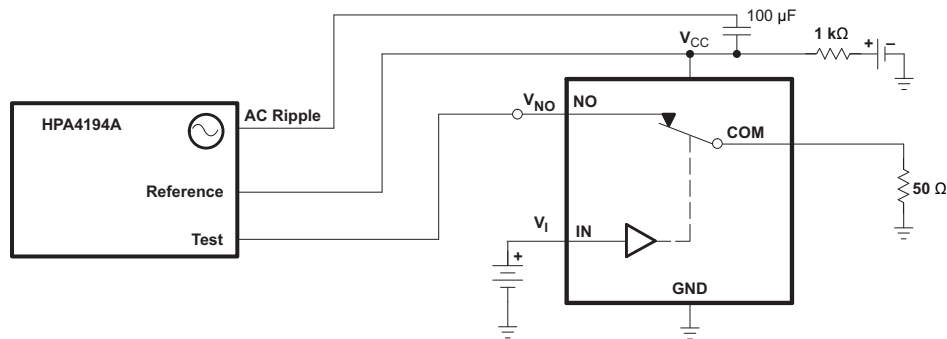 100 µF
V_CC
1 kΩ
+ −
HPA4194A
AC Ripple
V_NO
NO
COM
Reference
50 Ω
Test
V_I
IN
+
GND